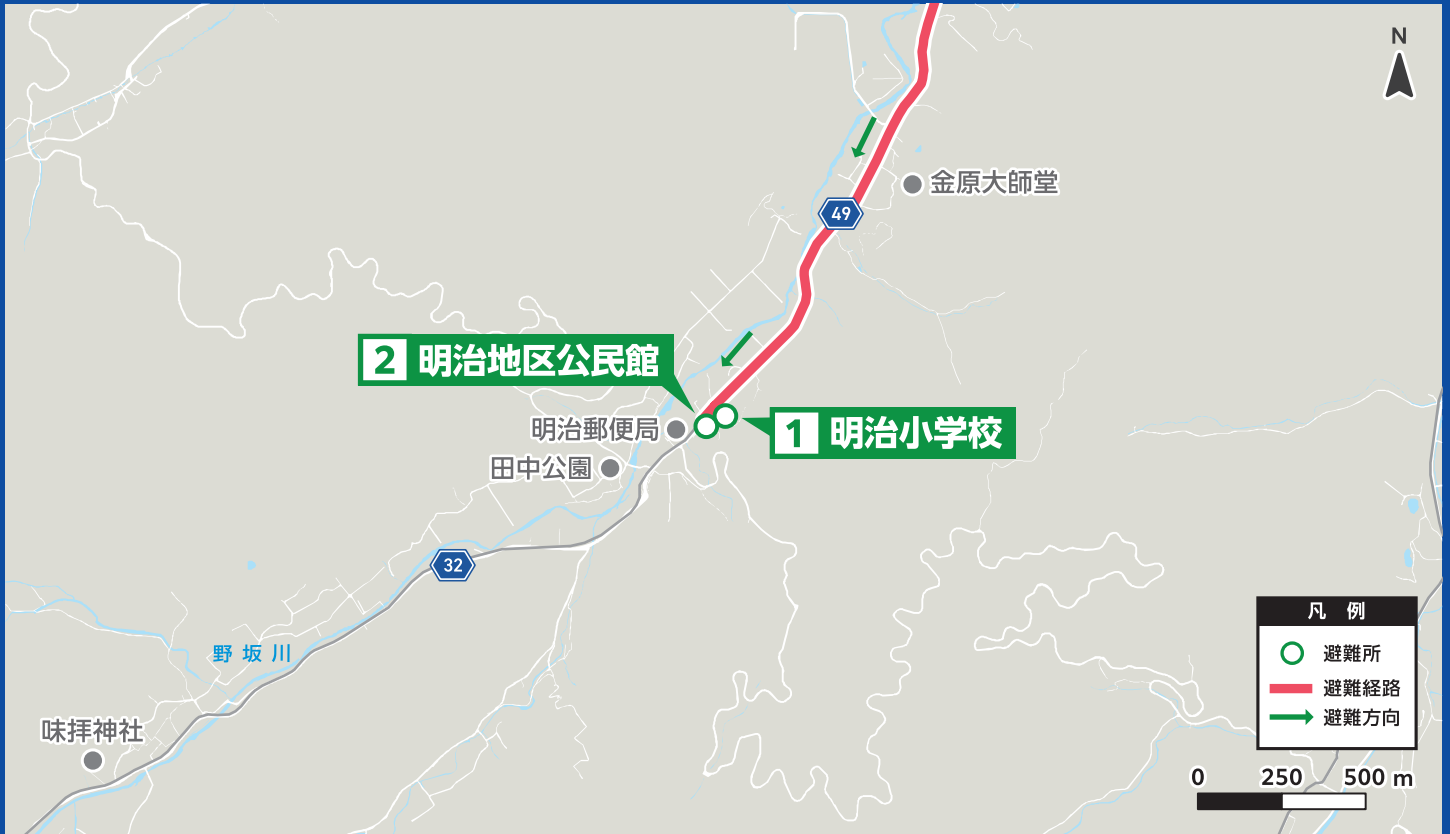 N
金原大師堂
49
2 明治地区公民館
明治郵便局
1 明治小学校
田中公園
32
野坂川
味拝神社
凡 例
避難所
避難経路
避難方向
0 250 500 m